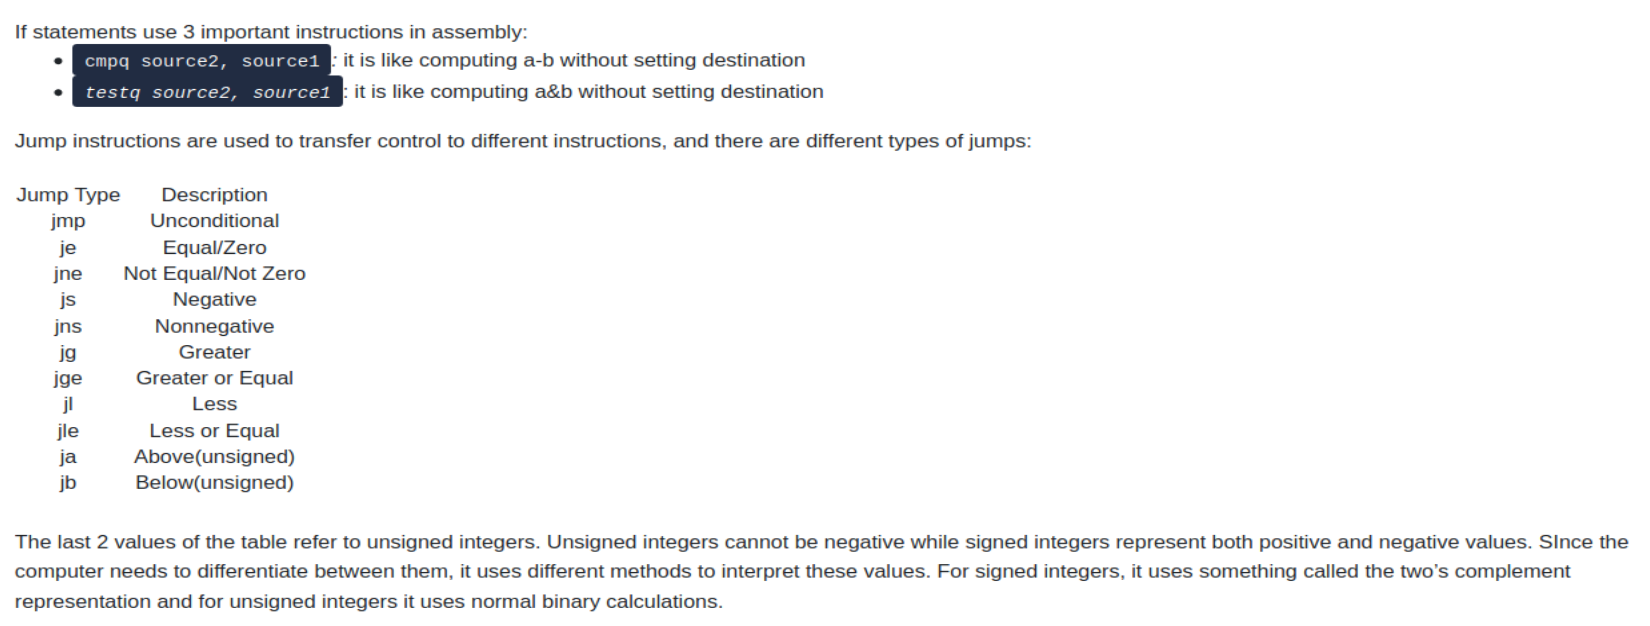 If statements use 3 important instructions in assembly:
• cmpq source2, source1 : it is like computing a-b without setting destination
• testq source2, source1 : it is like computing a&b without setting destination
Jump instructions are used to transfer control to different instructions, and there are different types of jumps:
Jump Type Description
jmp Unconditional
je Equal/Zero
jne Not Equal/Not Zero
js Negative
jns Nonnegative
jg Greater
jge Greater or Equal
jl Less
jle Less or Equal
ja Above(unsigned)
jb Below(unsigned)
The last 2 values of the table refer to unsigned integers. Unsigned integers cannot be negative while signed integers represent both positive and negative values. SInce the
computer needs to differentiate between them, it uses different methods to interpret these values. For signed integers, it uses something called the two’s complement
representation and for unsigned integers it uses normal binary calculations.